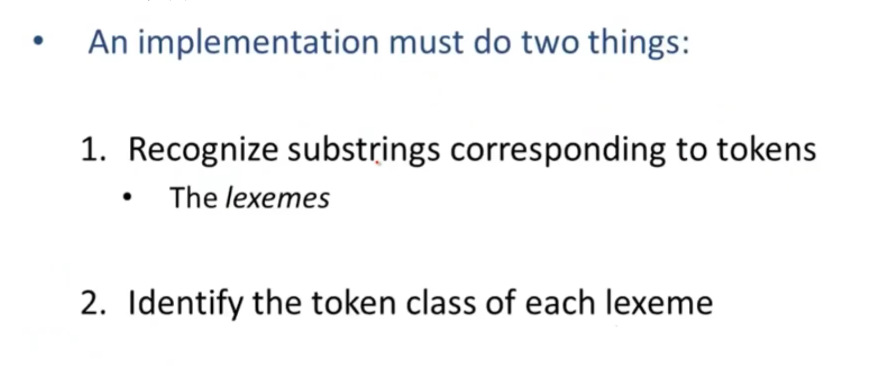 • An implementation must do two things:
1. Recognize substrings corresponding to tokens
• The lexemes
2. Identify the token class of each lexeme